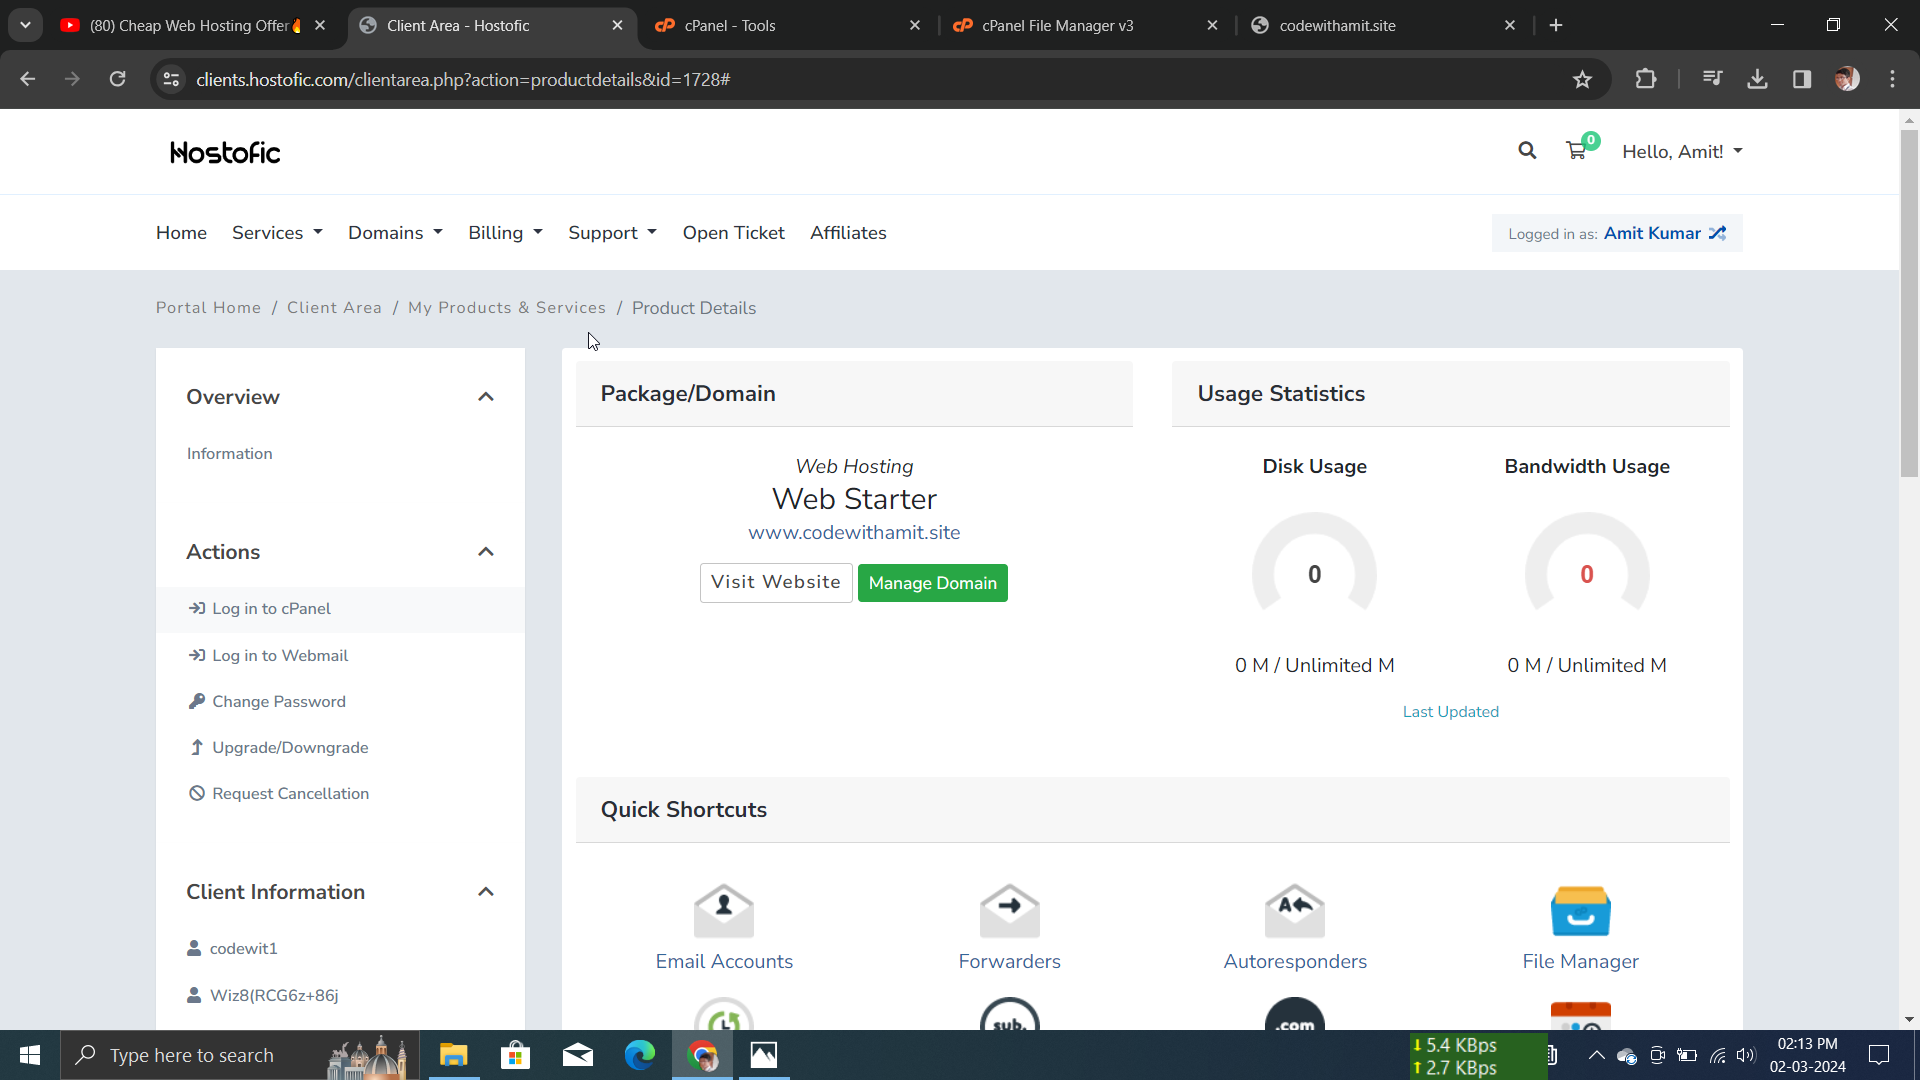 (80) Cheap Web Hosting Offer
Client Area - Hostofic
cPanel - Tools
cPanel File Manager v3
codewithamit.site
clients.hostofic.com/clientarea.php?action=productdetails&id=1728#
Hostofic
0
Hello, Amit!
Home
Services
Domains
Billing
Support
Open Ticket
Affiliates
Logged in as: Amit Kumar
Portal Home / Client Area / My Products & Services / Product Details
Overview
Information
Actions
Log in to cPanel
Log in to Webmail
Change Password
Upgrade/Downgrade
Request Cancellation
Client Information
codewit1
Wiz8(RCG6z+86j
Package/Domain
Web Hosting
Web Starter
www.codewithamit.site
Visit Website
Manage Domain
Usage Statistics
Disk Usage
Bandwidth Usage
0
0
0 M / Unlimited M
0 M / Unlimited M
Last Updated
Quick Shortcuts
Email Accounts
Forwarders
A
Autoresponders
File Manager
sub.
.com
Type here to search
5.4 KBps
2.7 KBps
02:13 PM
02-03-2024